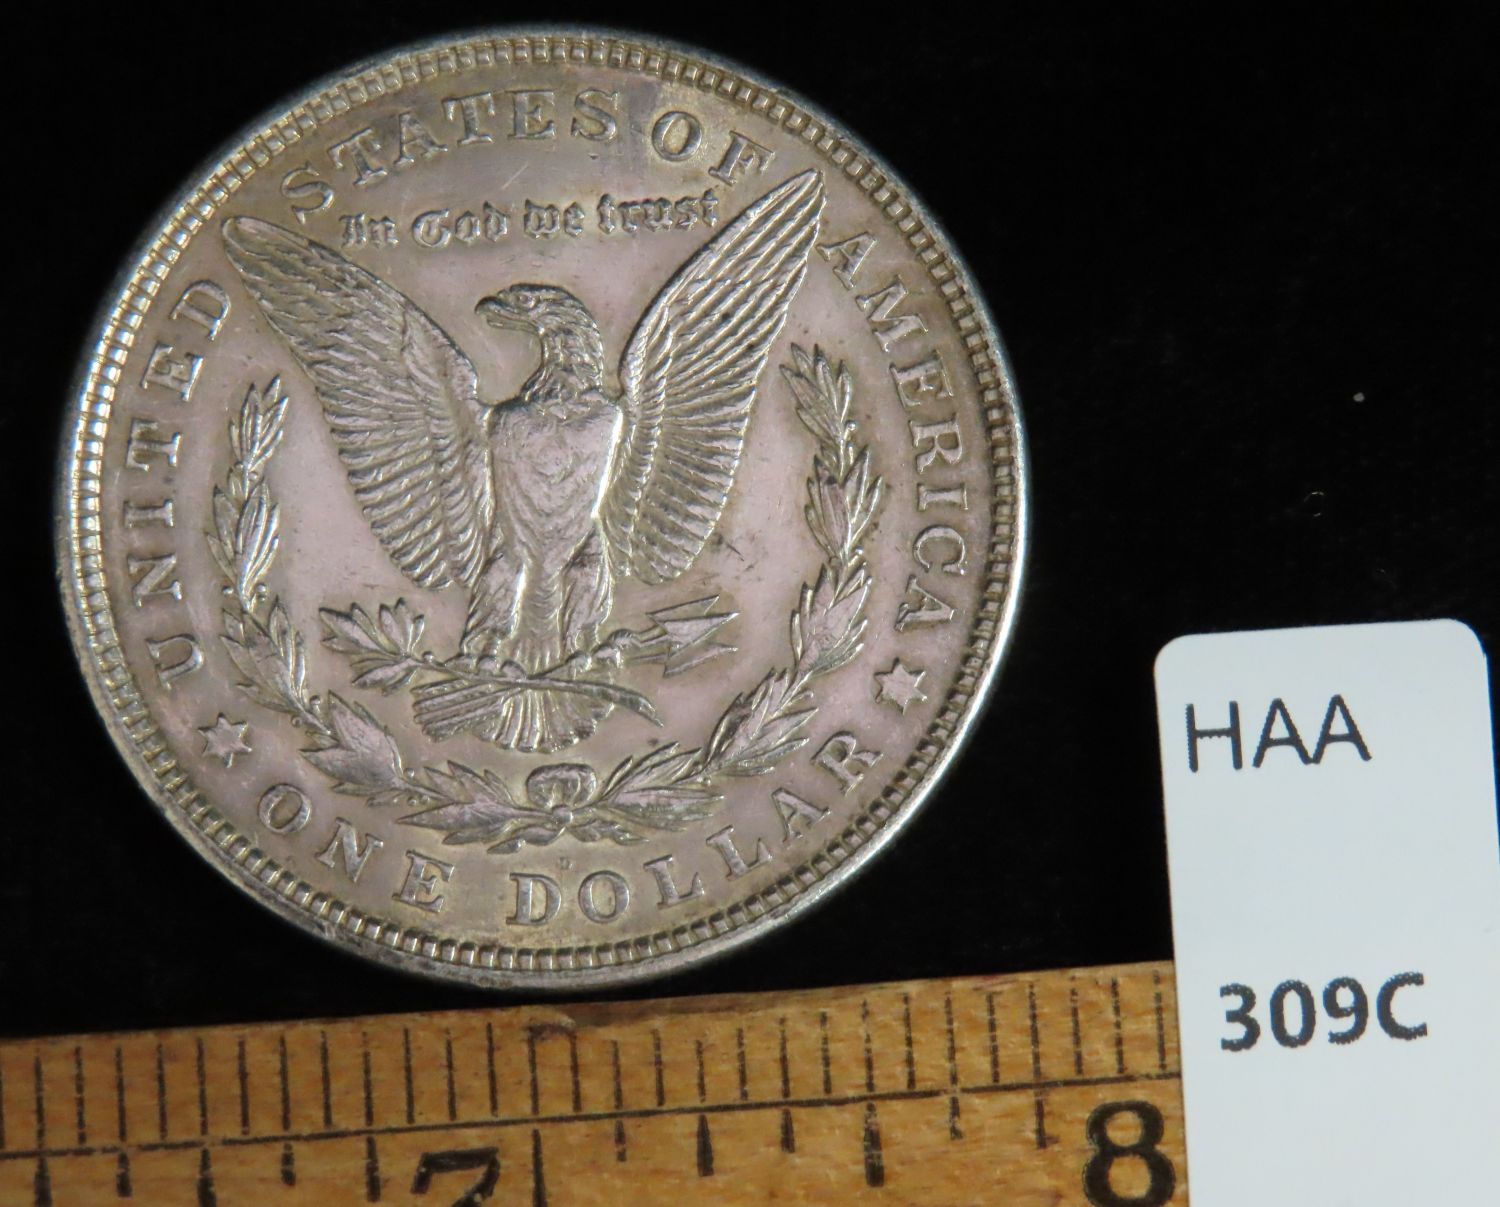 UNITED STATES OF AMERICA
In God we trust
ONE DOLLAR
D
HAA
309C
7
8